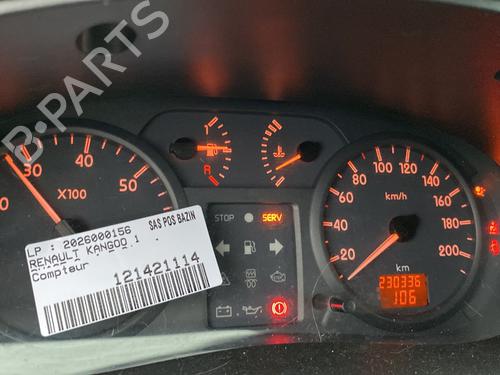 B-PARTS
30 40 50
X100
1
R
STOP SERV
20 40 60 80 100 120 140 160 180 200
km/h
km
230336
106
LP : 2026000156 SAS POS BAZIN
RENAULT KANGOO 1
Compteur
121421114